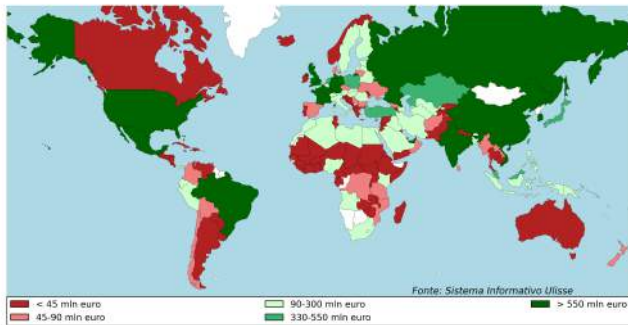 Fonte: Sistema Informativo Ulisse
< 45 mln euro
90-300 mln euro
> 550 mln euro
45-90 mln euro
330-550 mln euro